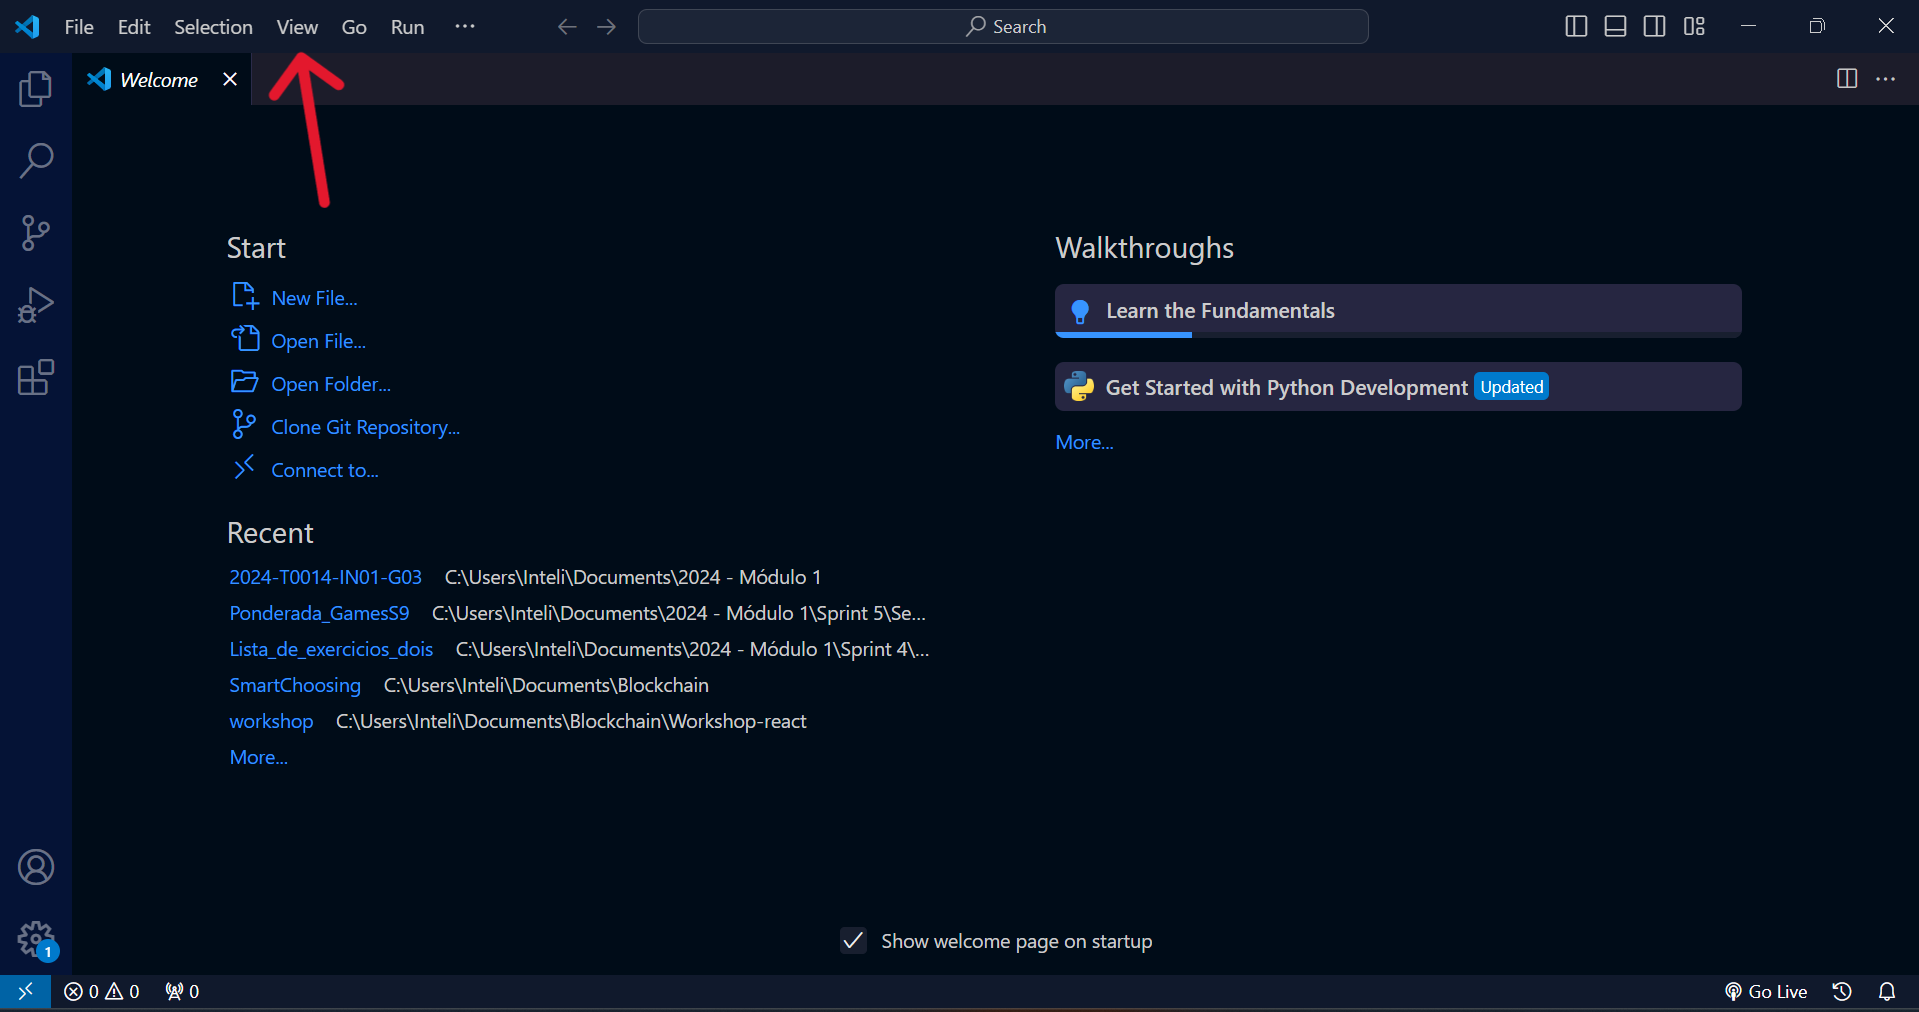 File Edit Selection View Go Run ···
Search
Welcome
Start
New File...
Open File...
Open Folder...
Clone Git Repository...
Connect to...
Recent
2024-T0014-IN01-G03 C:\Users\Inteli\Documents\2024 - Módulo 1
Ponderada_GamesS9 C:\Users\Inteli\Documents\2024 - Módulo 1\Sprint 5\Se...
Lista_de_exercicios_dois C:\Users\Inteli\Documents\2024 - Módulo 1\Sprint 4\...
SmartChoosing C:\Users\Inteli\Documents\Blockchain
workshop C:\Users\Inteli\Documents\Blockchain\Workshop-react
More...
Walkthroughs
Learn the Fundamentals
Get Started with Python Development Updated
More...
Show welcome page on startup
1
0 0 0
Go Live